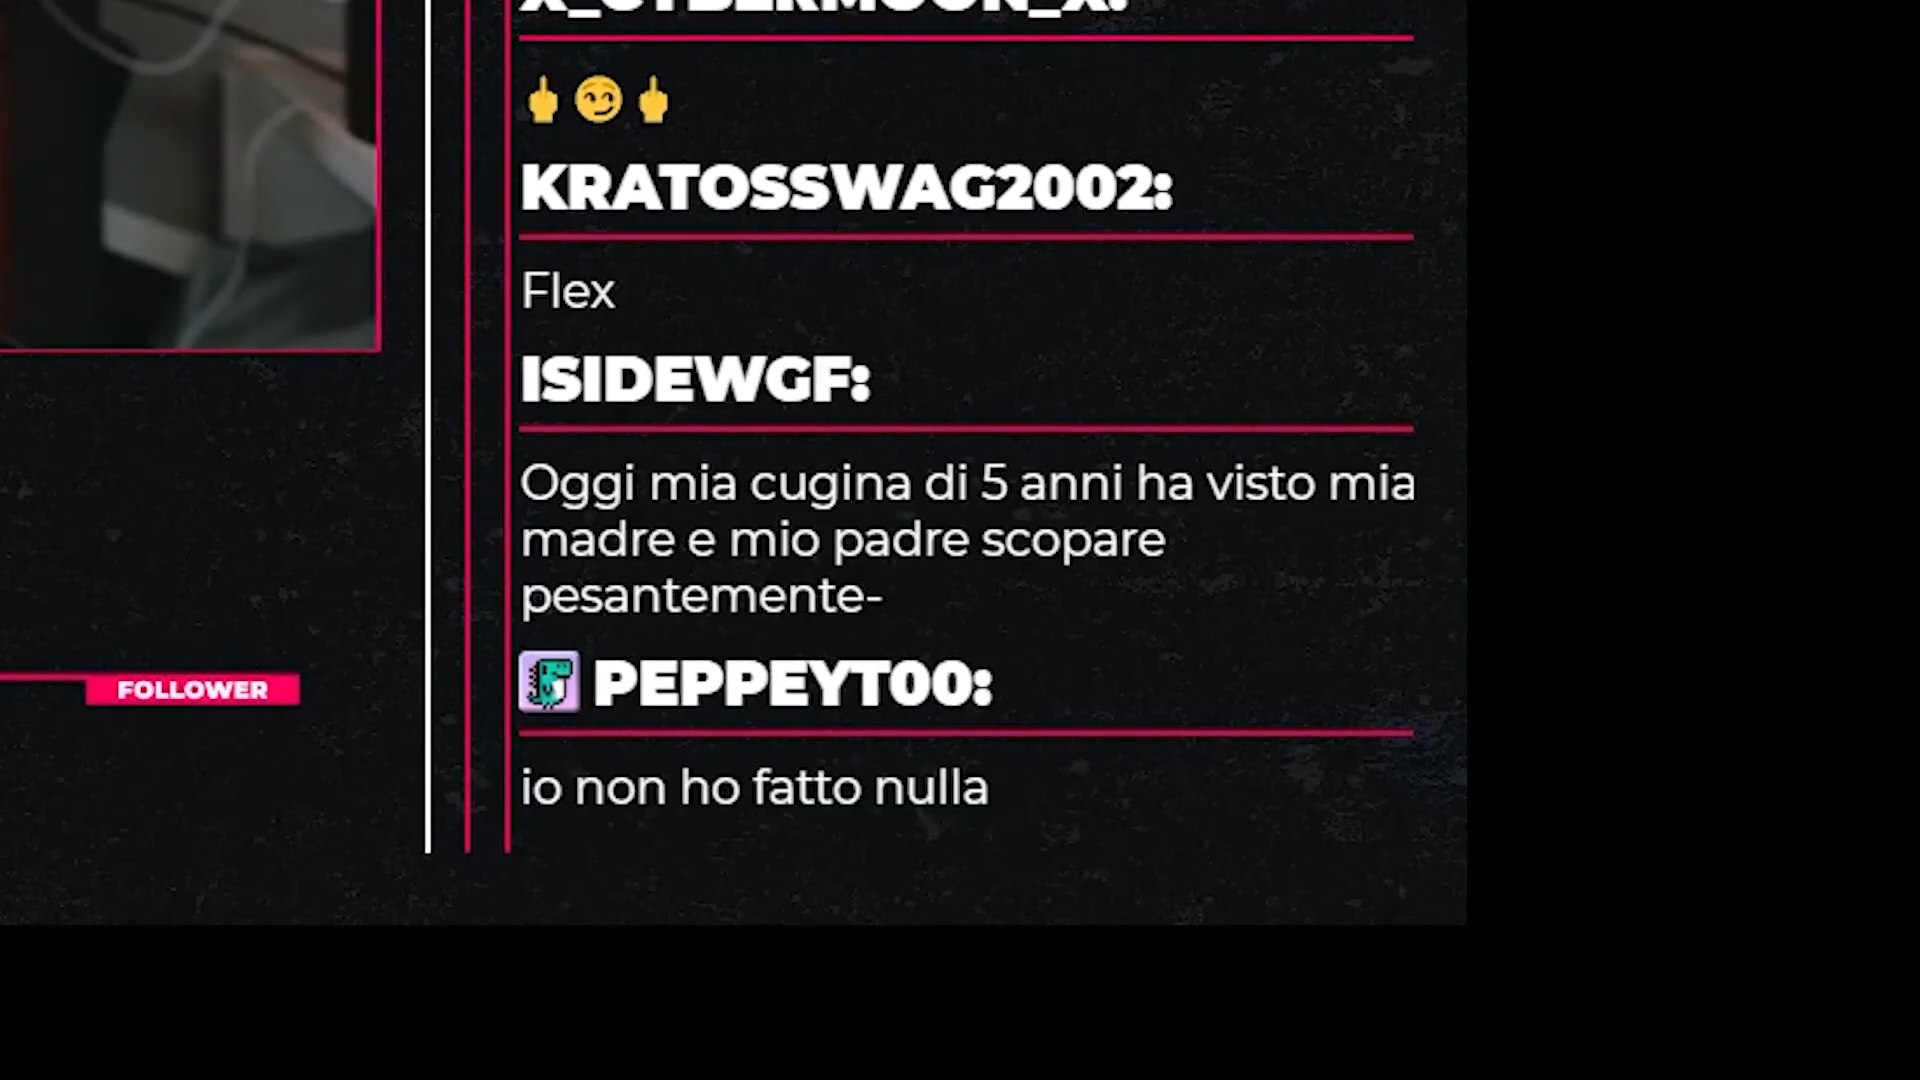 X_CYBERMOON_X:
🖕😏🖕
KRATOSSWAG2002:
Flex
ISIDEWGF:
Oggi mia cugina di 5 anni ha visto mia
madre e mio padre scopare
pesantemente-
PEPPEYT00:
io non ho fatto nulla
FOLLOWER